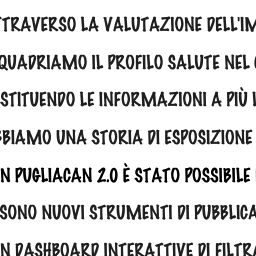 TTRAVERSO LA VALUTAZIONE DELL'IM
QUADRIAMO IL PROFILO SALUTE NEL
STITUENDO LE INFORMAZIONI A PIÙ L
BBIAMO UNA STORIA DI ESPOSIZIONE
N PUGLIACAN 2.0 È STATO POSSIBILE
SONO NUOVI STRUMENTI DI PUBBLICA
N DASHBOARD INTERATTIVE DI FILTRA